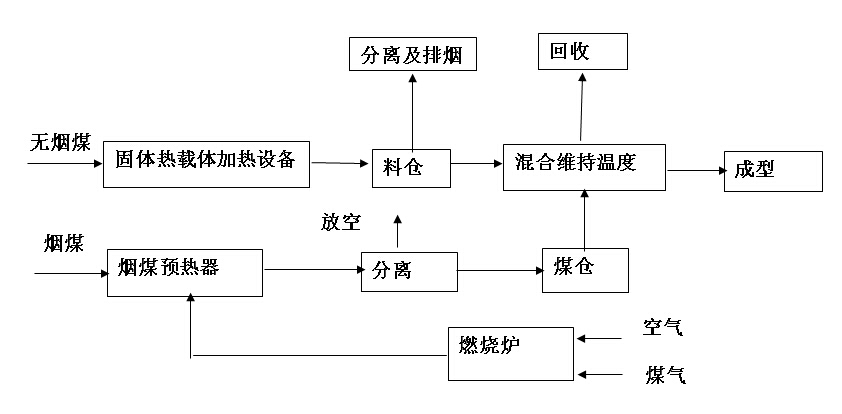 分离及排烟
回收
无烟煤
固体热载体加热设备
料仓
混合维持温度
成型
放空
烟煤
烟煤预热器
分离
煤仓
燃烧炉
空气
煤气